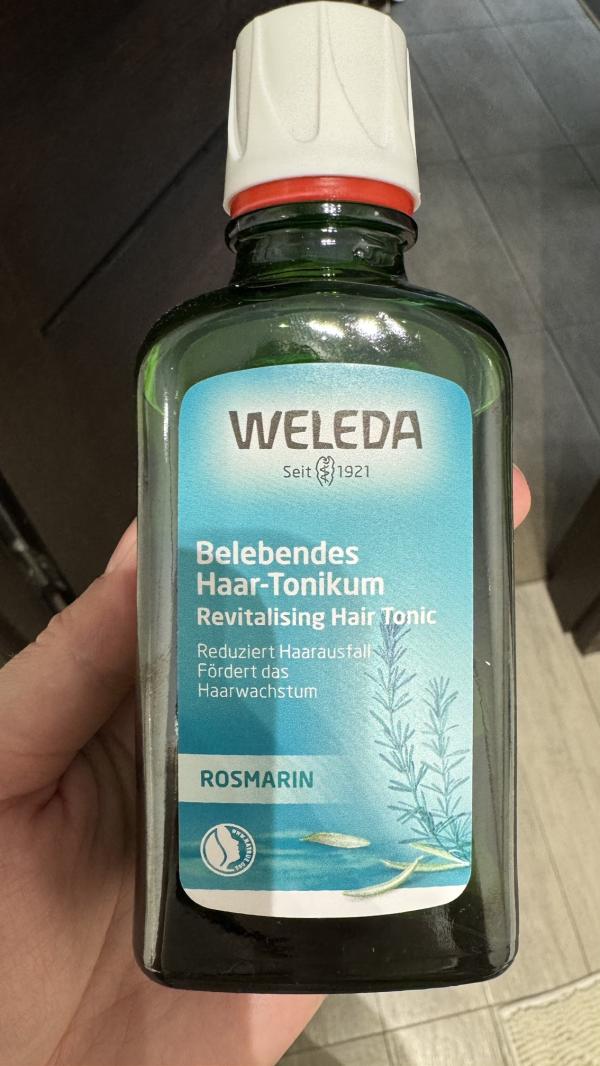 WELEDA
Seit 1921
Belebendes
Haar-Tonikum
Revitalising Hair Tonic
Reduziert Haarausfall
Fördert das
Haarwachstum
ROSMARIN